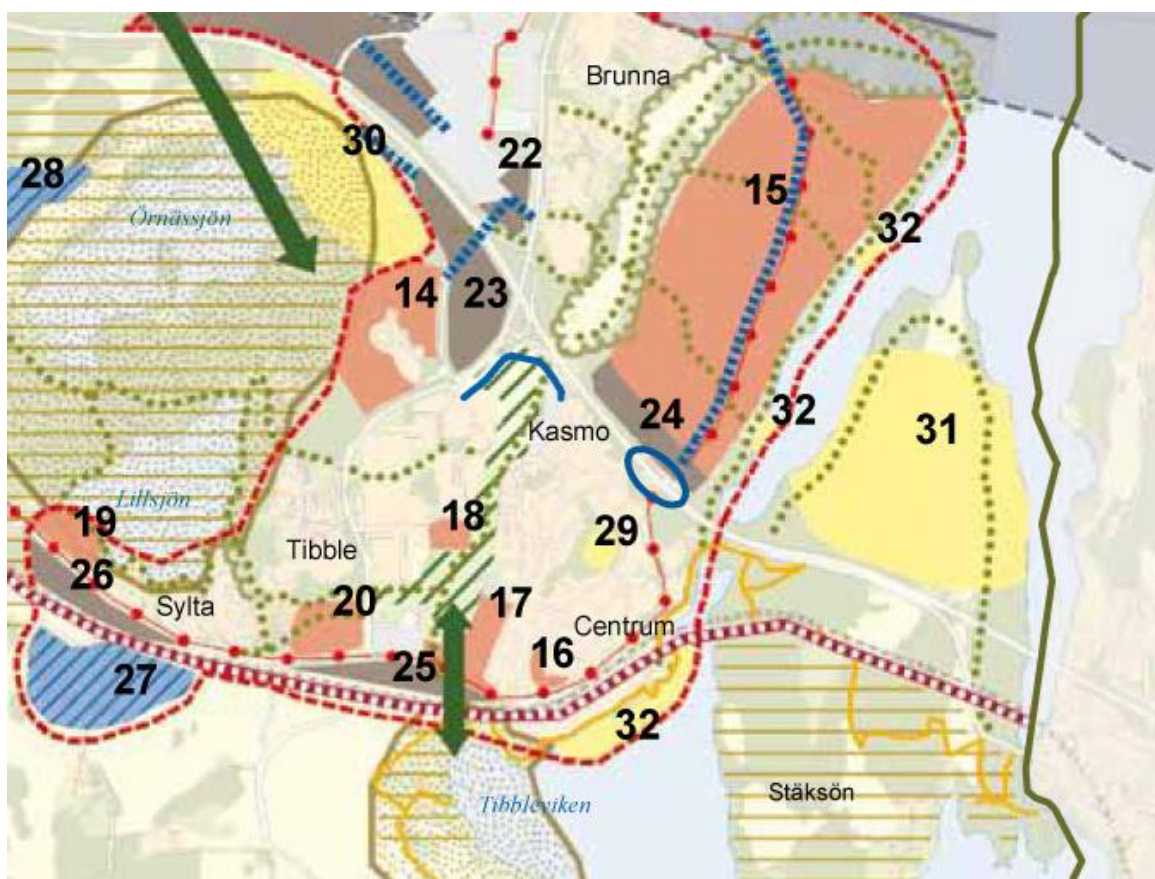 Brunna
22
30
28
15
Örnässjön
32
14
23
32
24
31
Kasmo
Lillsjön
18
19
29
Tibble
26
Sylta
20
17
Centrum
16
25
27
32
Stäksön
Tibbleviken